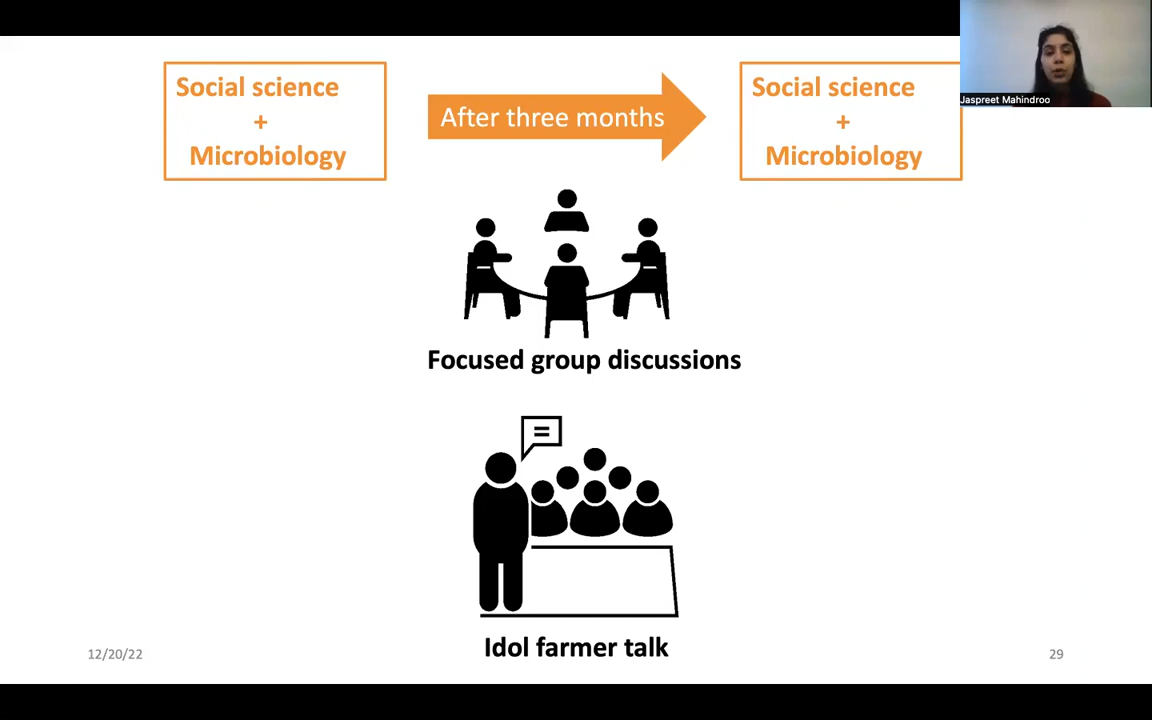 Social science
+
Microbiology
After three months
Social science
+
Microbiology
Jaspreet Mahindroo
Focused group discussions
Idol farmer talk
12/20/22
29